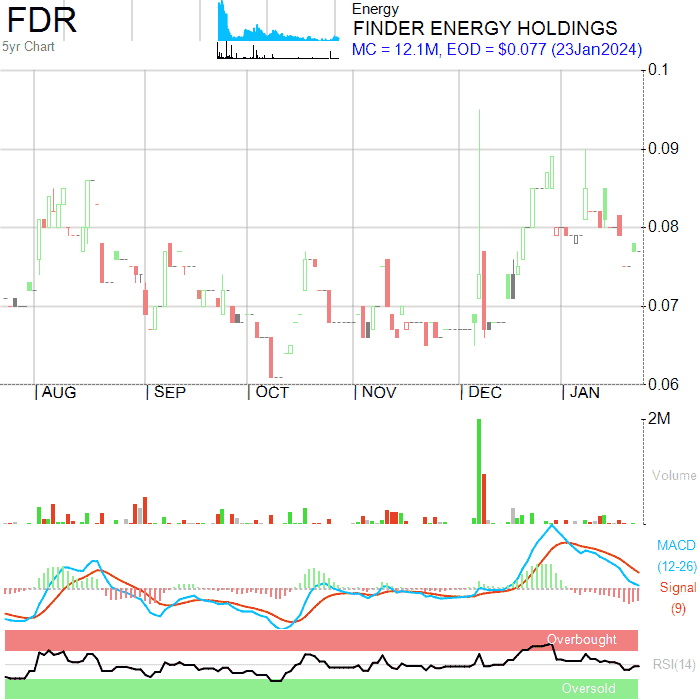 FDR
5yr Chart
Energy
FINDER ENERGY HOLDINGS
MC = 12.1M, EOD = $0.077 (23Jan2024)
0.1
0.09
0.08
0.07
0.06
| AUG | SEP | OCT | NOV | DEC | JAN
2M
Volume
MACD
(12-26)
Signal
(9)
Overbought
RSI(14)
Oversold